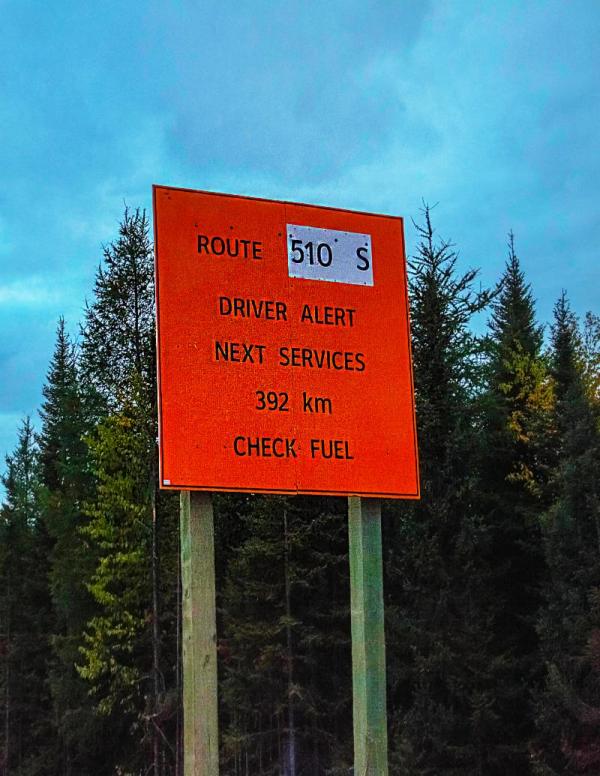 ROUTE 510 S
DRIVER ALERT
NEXT SERVICES
392 km
CHECK FUEL